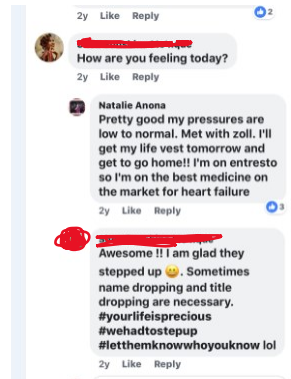 2y Like Reply
2
How are you feeling today?
2y Like Reply
Natalie Anona
Pretty good my pressures are
low to normal. Met with zoll. I'll
get my life vest tomorrow and
get to go home!! I'm on entresto
so I'm on the best medicine on
the market for heart failure
2y Like Reply
3
Awesome !! I am glad they
stepped up 😀. Sometimes
name dropping and title
dropping are necessary.
#yourlifeisprecious
#wehadtostepup
#letthemknowwhoyouknow lol
2y Like Reply